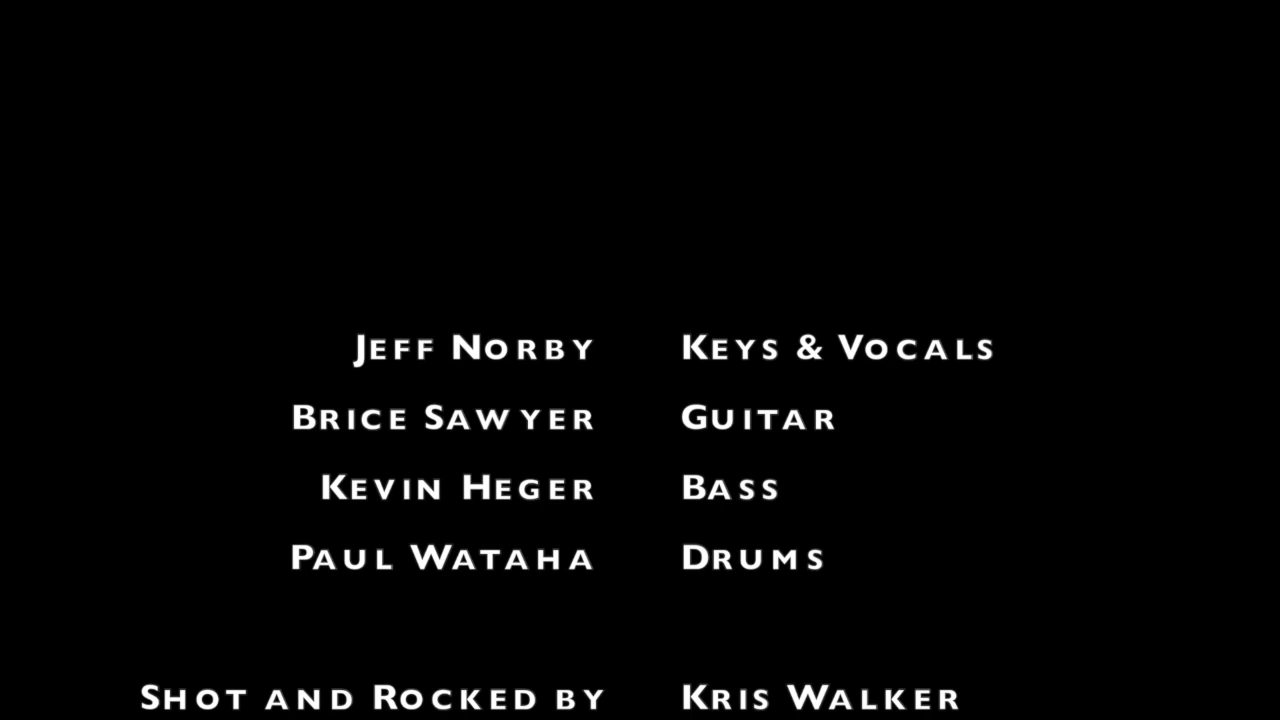 Jeff Norby Keys & Vocals
Brice Sawyer Guitar
Kevin Heger Bass
Paul Wataha Drums
Shot and Rocked by Kris Walker